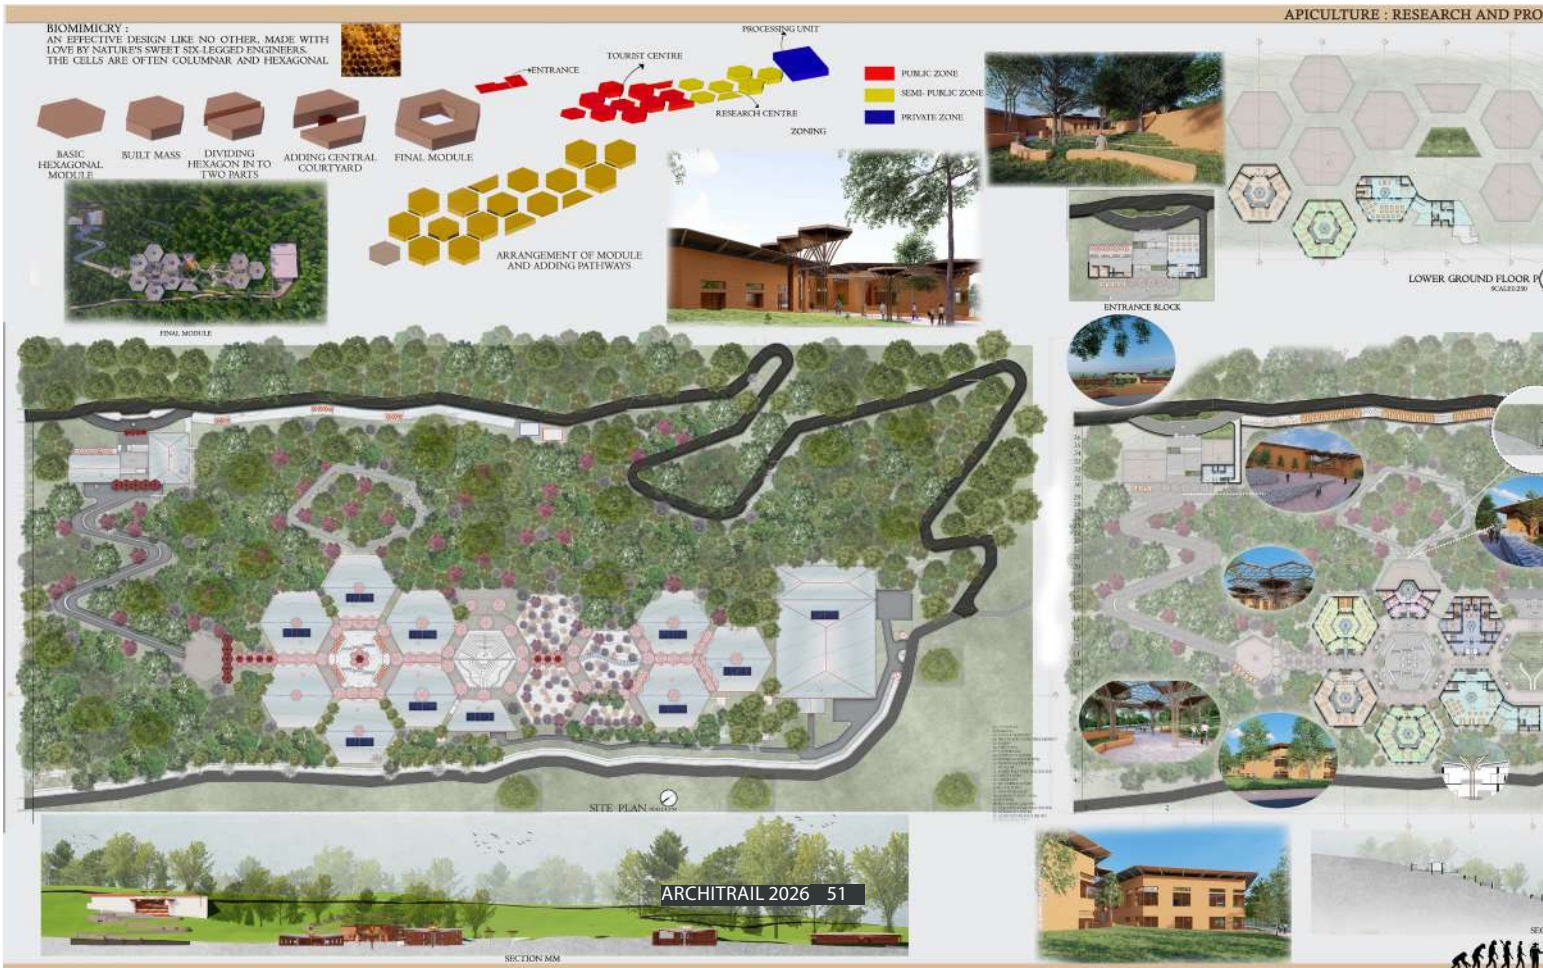 APICULTURE : RESEARCH AND PRO
BIOMIMICRY :
AN EFFECTIVE DESIGN LIKE NO OTHER, MADE WITH
LOVE BY NATURE'S SWEET SIX-LEGGED ENGINEERS.
THE CELLS ARE OFTEN COLUMNAR AND HEXAGONAL
BASIC
HEXAGONAL
MODULE
BUILT MASS
DIVIDING
HEXAGON IN TO
TWO PARTS
ADDING CENTRAL
COURTYARD
FINAL MODULE
ENTRANCE
TOURIST CENTRE
PROCESSING UNIT
RESEARCH CENTRE
ZONING
PUBLIC ZONE
SEMI- PUBLIC ZONE
PRIVATE ZONE
ARRANGEMENT OF MODULE
AND ADDING PATHWAYS
FINAL MODULE
ENTRANCE BLOCK
LOWER GROUND FLOOR P
SITE PLAN
SECTION MM
ARCHITRAIL 2026 51
SEC